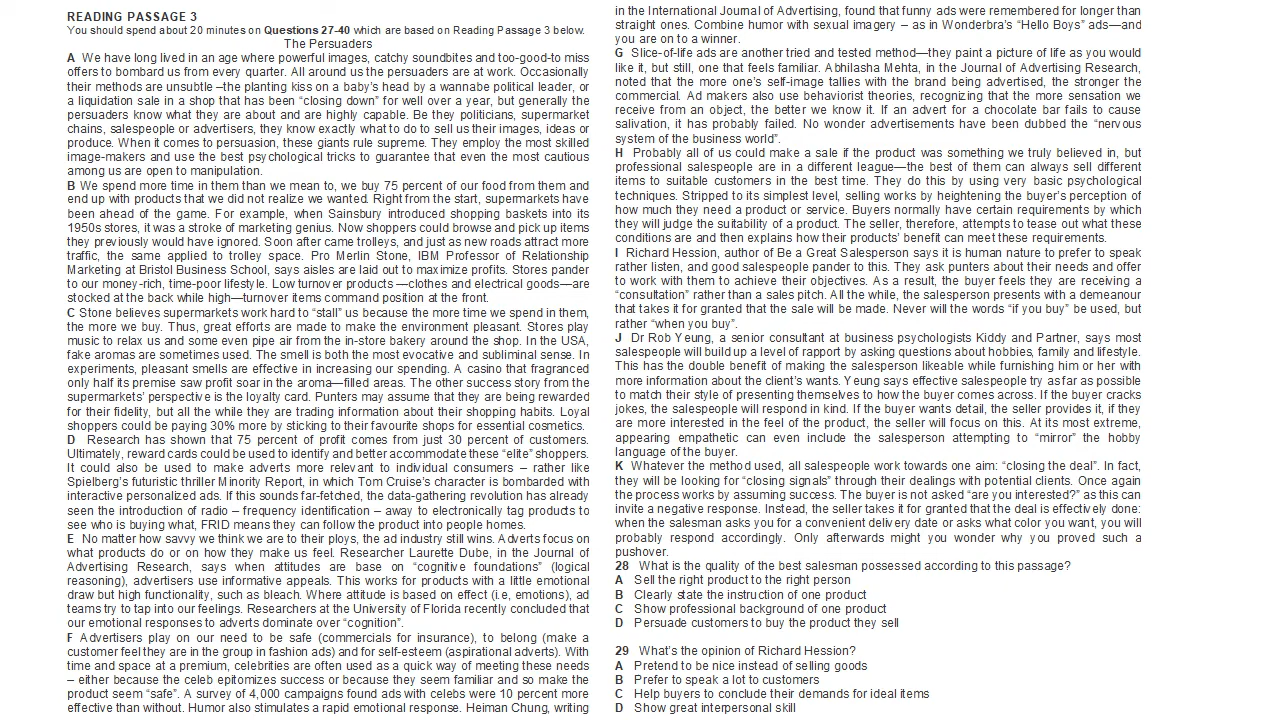 READING PASSAGE 3
You should spend about 20 minutes on Questions 27-40 which are based on Reading Passage 3 below.
The Persuaders
A We have long lived in an age where powerful images, catchy soundbites and too-good-to miss
offers to bombard us from every quarter. All around us the persuaders are at work. Occasionally
their methods are unsubtle –the planting kiss on a baby's head by a wannabe political leader, or
a liquidation sale in a shop that has been “closing down” for well over a year, but generally the
persuaders know what they are about and are highly capable. Be they politicians, supermarket
chains, salespeople or advertisers, they know exactly what to do to sell us their images, ideas or
produce. When it comes to persuasion, these giants rule supreme. They employ the most skilled
image-makers and use the best psychological tricks to guarantee that even the most cautious
among us are open to manipulation.
B We spend more time in them than we mean to, we buy 75 percent of our food from them and
end up with products that we did not realize we wanted. Right from the start, supermarkets have
been ahead of the game. For example, when Sainsbury introduced shopping baskets into its
1950s stores, it was a stroke of marketing genius. Now shoppers could browse and pick up items
they previously would have ignored. Soon after came trolleys, and just as new roads attract more
traffic, the same applied to trolley space. Pro Merlin Stone, IBM Professor of Relationship
Marketing at Bristol Business School, says aisles are laid out to maximize profits. Stores pander
to our money-rich, time-poor lifestyle. Low turnover products —clothes and electrical goods—are
stocked at the back while high—turnover items command position at the front.
C Stone believes supermarkets work hard to “stall” us because the more time we spend in them,
the more we buy. Thus, great efforts are made to make the environment pleasant. Stores play
music to relax us and some even pipe air from the in-store bakery around the shop. In the USA,
fake aromas are sometimes used. The smell is both the most evocative and subliminal sense. In
experiments, pleasant smells are effective in increasing our spending. A casino that fragranced
only half its premise saw profit soar in the aroma—filled areas. The other success story from the
supermarkets' perspective is the loyalty card. Punters may assume that they are being rewarded
for their fidelity, but all the while they are trading information about their shopping habits. Loyal
shoppers could be paying 30% more by sticking to their favourite shops for essential cosmetics.
D Research has shown that 75 percent of profit comes from just 30 percent of customers.
Ultimately, reward cards could be used to identify and better accommodate these “elite” shoppers.
It could also be used to make adverts more relevant to individual consumers – rather like
Spielberg's futuristic thriller Minority Report, in which Tom Cruise's character is bombarded with
interactive personalized ads. If this sounds far-fetched, the data-gathering revolution has already
seen the introduction of radio – frequency identification – away to electronically tag products to
see who is buying what, FRID means they can follow the product into people homes.
E No matter how savvy we think we are to their ploys, the ad industry still wins. Adverts focus on
what products do or on how they make us feel. Researcher Laurette Dube, in the Journal of
Advertising Research, says when attitudes are base on “cognitive foundations” (logical
reasoning), advertisers use informative appeals. This works for products with a little emotional
draw but high functionality, such as bleach. Where attitude is based on effect (i.e, emotions), ad
teams try to tap into our feelings. Researchers at the University of Florida recently concluded that
our emotional responses to adverts dominate over “cognition”.
F Advertisers play on our need to be safe (commercials for insurance), to belong (make a
customer feel they are in the group in fashion ads) and for self-esteem (aspirational adverts). With
time and space at a premium, celebrities are often used as a quick way of meeting these needs
– either because the celeb epitomizes success or because they seem familiar and so make the
product seem “safe”. A survey of 4,000 campaigns found ads with celebs were 10 percent more
effective than without. Humor also stimulates a rapid emotional response. Heiman Chung, writing
in the International Journal of Advertising, found that funny ads were remembered for longer than
straight ones. Combine humor with sexual imagery – as in Wonderbra's “Hello Boys” ads—and
you are on to a winner.
G Slice-of-life ads are another tried and tested method—they paint a picture of life as you would
like it, but still, one that feels familiar. Abhilasha Mehta, in the Journal of Advertising Research,
noted that the more one's self-image tallies with the brand being advertised, the stronger the
commercial. Ad makers also use behaviorist theories, recognizing that the more sensation we
receive from an object, the better we know it. If an advert for a chocolate bar fails to cause
salivation, it has probably failed. No wonder advertisements have been dubbed the “nervous
system of the business world”.
H Probably all of us could make a sale if the product was something we truly believed in, but
professional salespeople are in a different league—the best of them can always sell different
items to suitable customers in the best time. They do this by using very basic psychological
techniques. Stripped to its simplest level, selling works by heightening the buyer's perception of
how much they need a product or service. Buyers normally have certain requirements by which
they will judge the suitability of a product. The seller, therefore, attempts to tease out what these
conditions are and then explains how their products' benefit can meet these requirements.
I Richard Hession, author of Be a Great Salesperson says it is human nature to prefer to speak
rather listen, and good salespeople pander to this. They ask punters about their needs and offer
to work with them to achieve their objectives. As a result, the buyer feels they are receiving a
“consultation” rather than a sales pitch. All the while, the salesperson presents with a demeanour
that takes it for granted that the sale will be made. Never will the words “if you buy” be used, but
rather “when you buy”.
J Dr Rob Yeung, a senior consultant at business psychologists Kiddy and Partner, says most
salespeople will build up a level of rapport by asking questions about hobbies, family and lifestyle.
This has the double benefit of making the salesperson likeable while furnishing him or her with
more information about the client's wants. Yeung says effective salespeople try as far as possible
to match their style of presenting themselves to how the buyer comes across. If the buyer cracks
jokes, the salespeople will respond in kind. If the buyer wants detail, the seller provides it, if they
are more interested in the feel of the product, the seller will focus on this. At its most extreme,
appearing empathetic can even include the salesperson attempting to “mirror” the hobby
language of the buyer.
K Whatever the method used, all salespeople work towards one aim: “closing the deal”. In fact,
they will be looking for “closing signals” through their dealings with potential clients. Once again
the process works by assuming success. The buyer is not asked “are you interested?” as this can
invite a negative response. Instead, the seller takes it for granted that the deal is effectively done:
when the salesman asks you for a convenient delivery date or asks what color you want, you will
probably respond accordingly. Only afterwards might you wonder why you proved such a
pushover.
28 What is the quality of the best salesman possessed according to this passage?
A Sell the right product to the right person
B Clearly state the instruction of one product
C Show professional background of one product
D Persuade customers to buy the product they sell
29 What's the opinion of Richard Hession?
A Pretend to be nice instead of selling goods
B Prefer to speak a lot to customers
C Help buyers to conclude their demands for ideal items
D Show great interpersonal skill